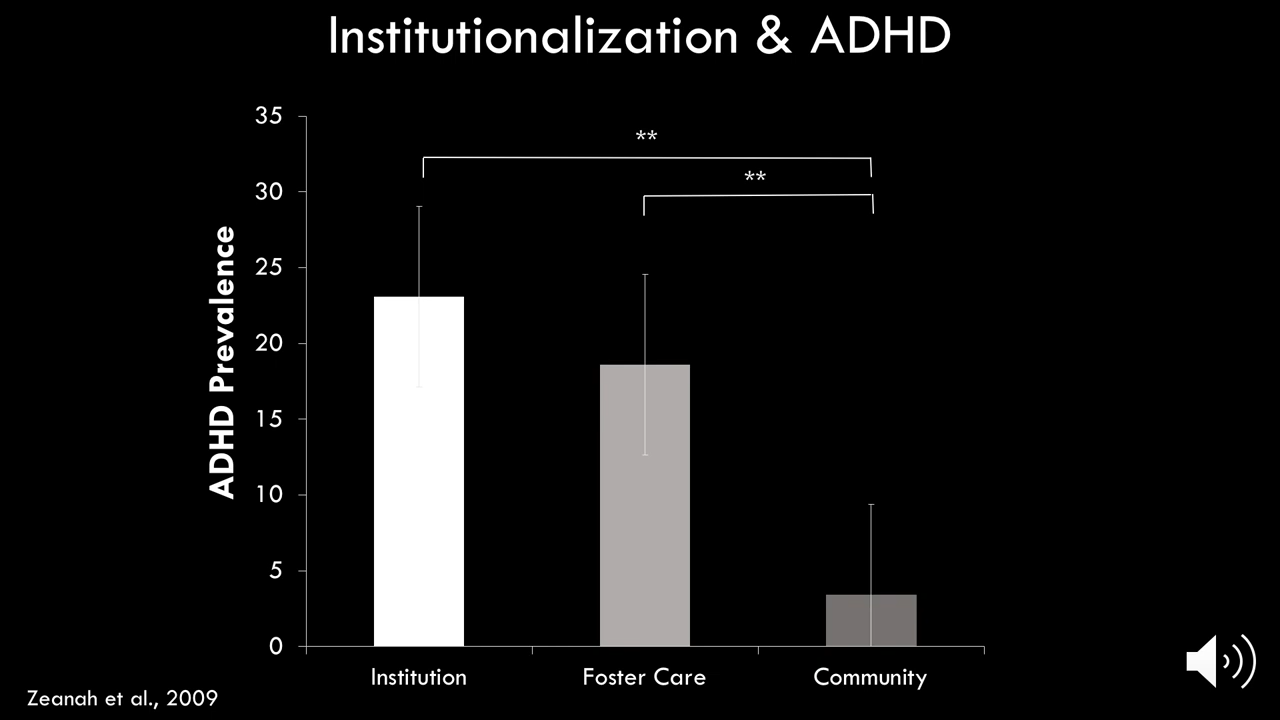 Institutionalization & ADHD
35
**
30
**
25
20
15
10
5
0
ADHD Prevalence
Institution
Foster Care
Community
Zeanah et al., 2009